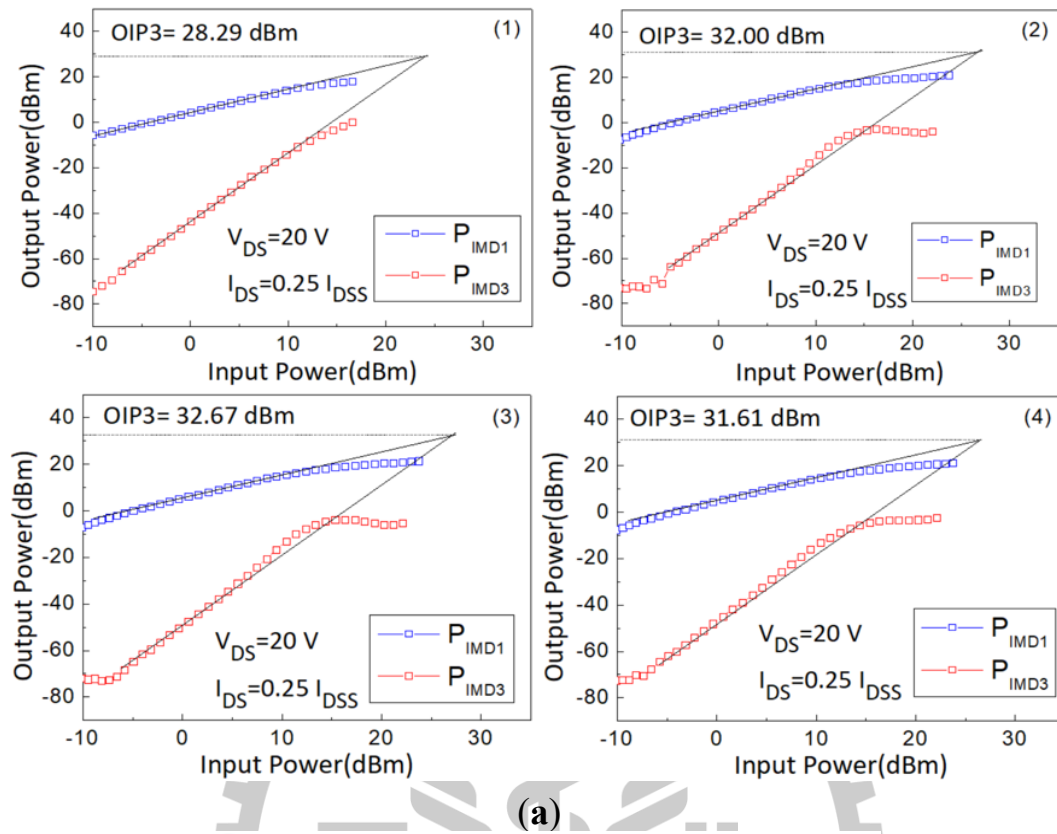 OIP3= 28.29 dBm
(1)
40
20
0
-20
-40
-60
-80
Output Power(dBm)
V_DS=20 V
I_DS=0.25 I_DSS
P_IMD1
P_IMD3
-10 0 10 20 30
Input Power(dBm)
OIP3= 32.00 dBm
(2)
40
20
0
-20
-40
-60
-80
Output Power(dBm)
V_DS=20 V
I_DS=0.25 I_DSS
P_IMD1
P_IMD3
-10 0 10 20 30
Input Power(dBm)
OIP3= 32.67 dBm
(3)
40
20
0
-20
-40
-60
-80
Output Power(dBm)
V_DS=20 V
I_DS=0.25 I_DSS
P_IMD1
P_IMD3
-10 0 10 20 30
Input Power(dBm)
OIP3= 31.61 dBm
(4)
40
20
0
-20
-40
-60
-80
Output Power(dBm)
V_DS=20 V
I_DS=0.25 I_DSS
P_IMD1
P_IMD3
-10 0 10 20 30
Input Power(dBm)
(a)